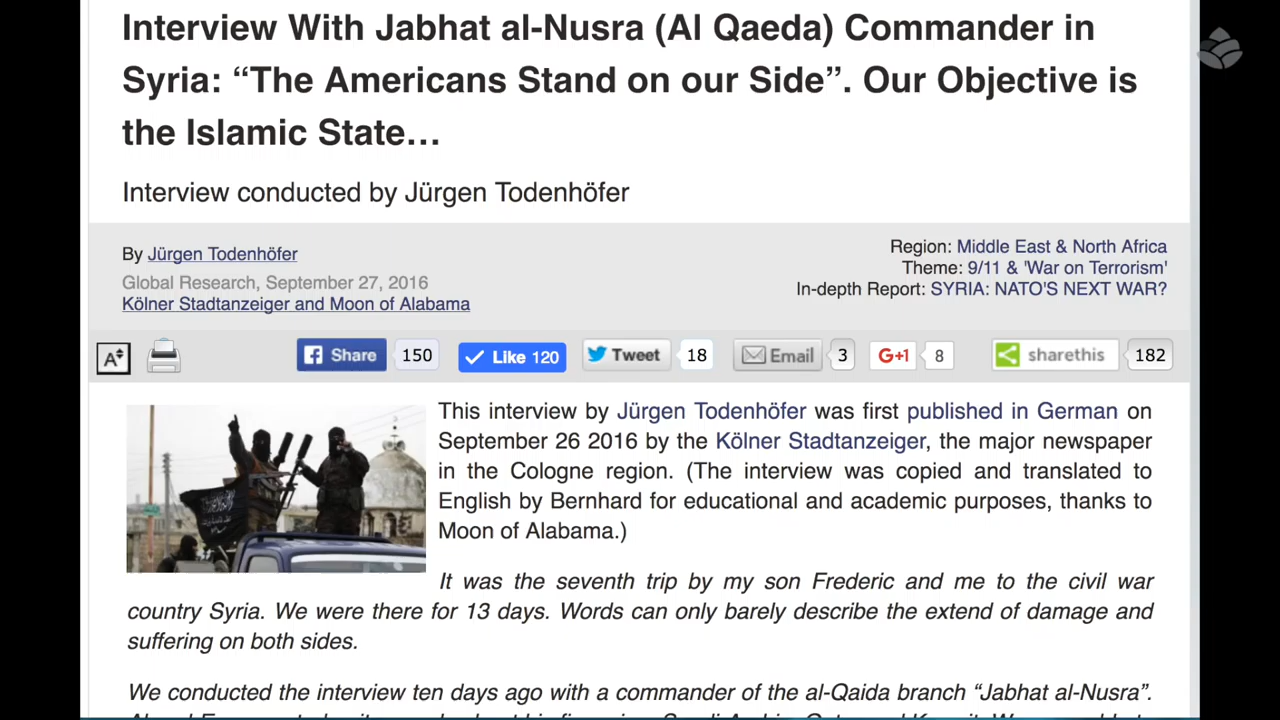 Interview With Jabhat al-Nusra (Al Qaeda) Commander in
Syria: “The Americans Stand on our Side”. Our Objective is
the Islamic State…
Interview conducted by Jürgen Todenhöfer
By Jürgen Todenhöfer
Global Research, September 27, 2016
Kölner Stadtanzeiger and Moon of Alabama
Region: Middle East & North Africa
Theme: 9/11 & 'War on Terrorism'
In-depth Report: SYRIA: NATO'S NEXT WAR?
A Share 150 Like 120 Tweet 18 Email 3 G+1 8 sharethis 182
This interview by Jürgen Todenhöfer was first published in German on
September 26 2016 by the Kölner Stadtanzeiger, the major newspaper
in the Cologne region. (The interview was copied and translated to
English by Bernhard for educational and academic purposes, thanks to
Moon of Alabama.)
It was the seventh trip by my son Frederic and me to the civil war
country Syria. We were there for 13 days. Words can only barely describe the extend of damage and
suffering on both sides.
We conducted the interview ten days ago with a commander of the al-Qaida branch “Jabhat al-Nusra”.